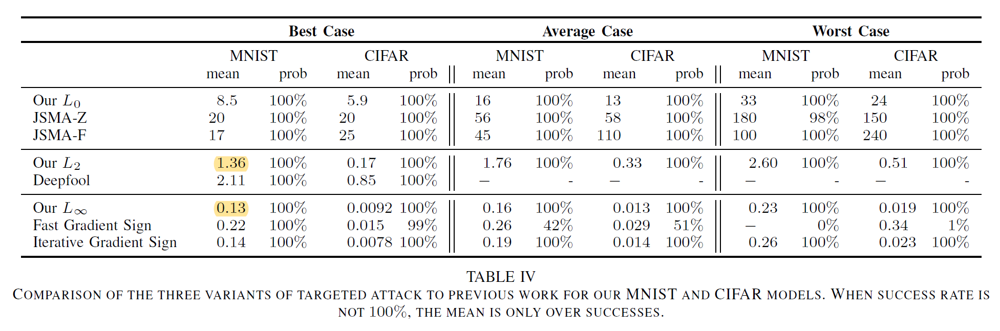 Best Case Average Case Worst Case
MNIST CIFAR MNIST CIFAR MNIST CIFAR
mean prob mean prob mean prob mean prob mean prob mean prob
Our L0 8.5 100% 5.9 100% 16 100% 13 100% 33 100% 24 100%
JSMA-Z 20 100% 20 100% 56 100% 58 100% 180 98% 150 100%
JSMA-F 17 100% 25 100% 45 100% 110 100% 100 100% 240 100%
Our L2 1.36 100% 0.17 100% 1.76 100% 0.33 100% 2.60 100% 0.51 100%
Deepfool 2.11 100% 0.85 100% − - − - − - − -
Our L∞ 0.13 100% 0.0092 100% 0.16 100% 0.013 100% 0.23 100% 0.019 100%
Fast Gradient Sign 0.22 100% 0.015 99% 0.26 42% 0.029 51% − 0% 0.34 1%
Iterative Gradient Sign 0.14 100% 0.0078 100% 0.19 100% 0.014 100% 0.26 100% 0.023 100%
TABLE IV
COMPARISON OF THE THREE VARIANTS OF TARGETED ATTACK TO PREVIOUS WORK FOR OUR MNIST AND CIFAR MODELS. WHEN SUCCESS RATE IS
NOT 100%, THE MEAN IS ONLY OVER SUCCESSES.